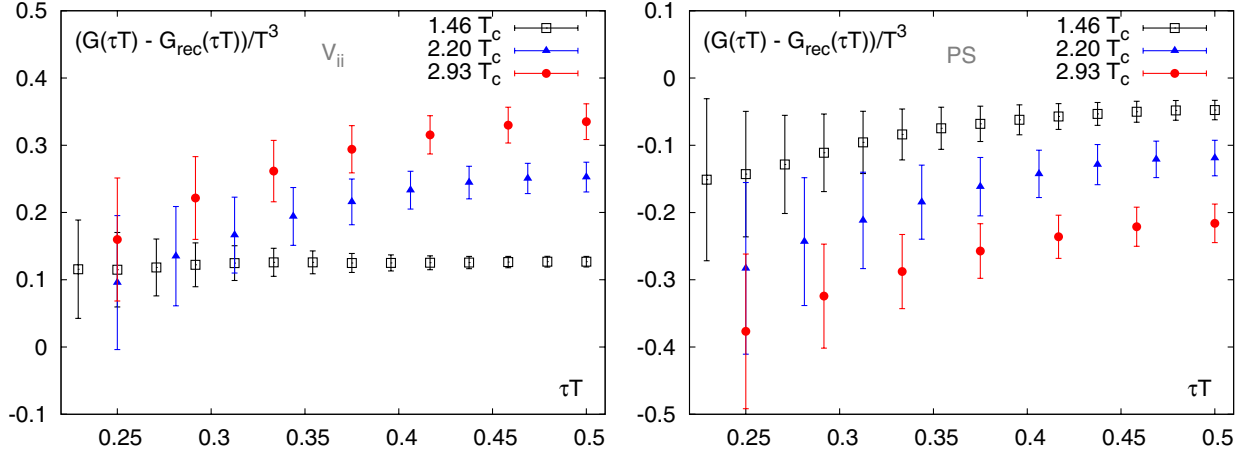 (G(τT) - G_rec(τT))/T^3
V_ii
1.46 T_c
2.20 T_c
2.93 T_c
0.5
0.4
0.3
0.2
0.1
0
-0.1
τT
0.25 0.3 0.35 0.4 0.45 0.5
(G(τT) - G_rec(τT))/T^3
PS
1.46 T_c
2.20 T_c
2.93 T_c
0.1
0
-0.1
-0.2
-0.3
-0.4
-0.5
τT
0.25 0.3 0.35 0.4 0.45 0.5